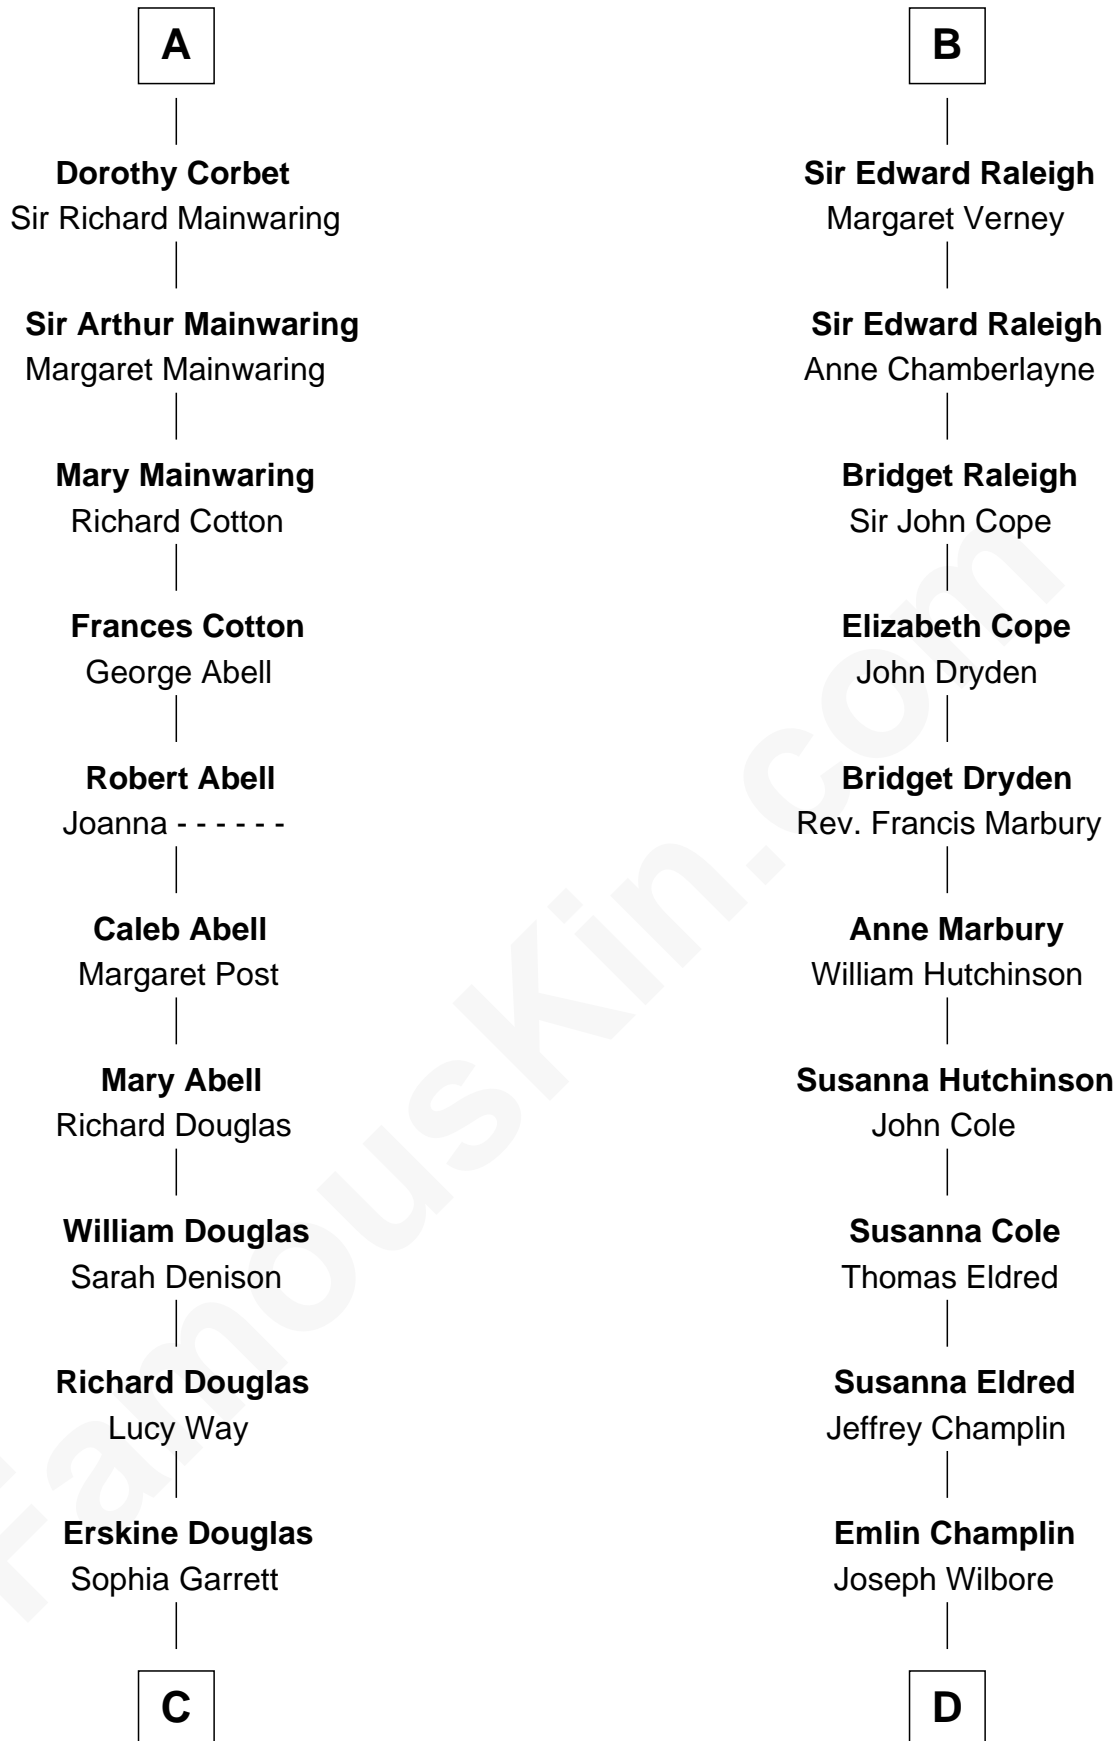 A
Dorothy Corbet
Sir Richard Mainwaring
Sir Arthur Mainwaring
Margaret Mainwaring
Mary Mainwaring
Richard Cotton
Frances Cotton
George Abell
Robert Abell
Joanna - - - - - -
Caleb Abell
Margaret Post
Mary Abell
Richard Douglas
William Douglas
Sarah Denison
Richard Douglas
Lucy Way
Erskine Douglas
Sophia Garrett
C
B
Sir Edward Raleigh
Margaret Verney
Sir Edward Raleigh
Anne Chamberlayne
Bridget Raleigh
Sir John Cope
Elizabeth Cope
John Dryden
Bridget Dryden
Rev. Francis Marbury
Anne Marbury
William Hutchinson
Susanna Hutchinson
John Cole
Susanna Cole
Thomas Eldred
Susanna Eldred
Jeffrey Champlin
Emlin Champlin
Joseph Wilbore
D
FamousKin.com